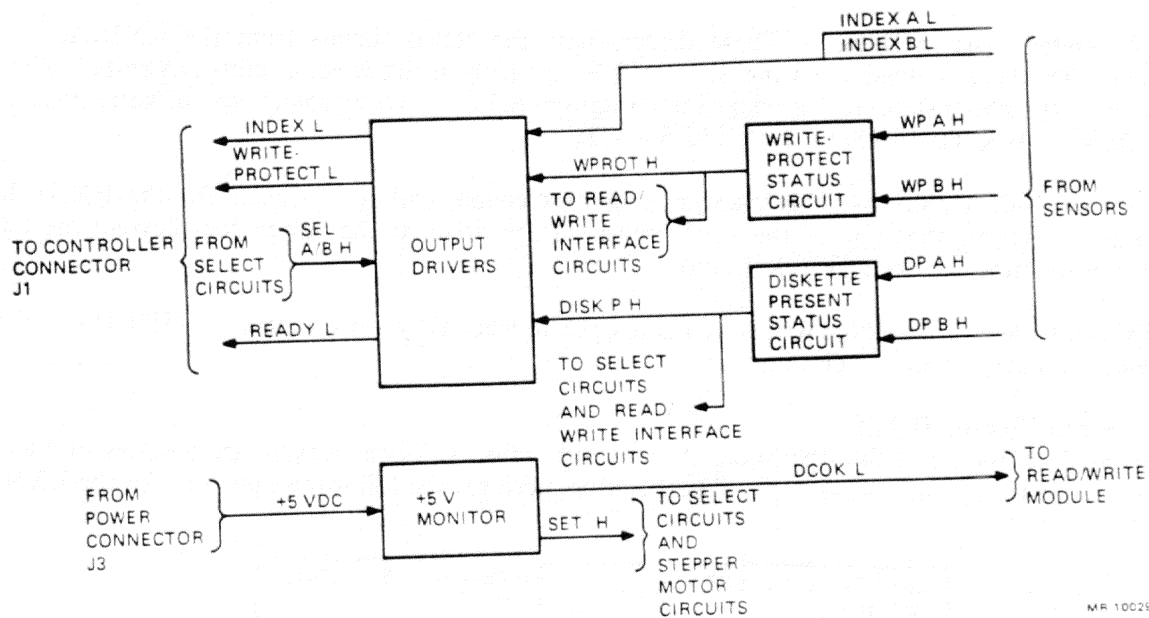 INDEX A L
INDEX B L
INDEX L
WRITE-
PROTECT L
TO CONTROLLER
CONNECTOR
J1
FROM
SELECT
CIRCUITS
SEL
A/B H
READY L
OUTPUT
DRIVERS
WPROT H
TO READ/
WRITE
INTERFACE
CIRCUITS
WRITE-
PROTECT
STATUS
CIRCUIT
WP A H
WP B H
FROM
SENSORS
DISK P H
TO SELECT
CIRCUITS
AND READ/
WRITE INTERFACE
CIRCUITS
DISKETTE
PRESENT
STATUS
CIRCUIT
DP A H
DP B H
FROM
POWER
CONNECTOR
J3
+5 VDC
+5 V
MONITOR
DCOK L
TO
READ/WRITE
MODULE
SET H
TO SELECT
CIRCUITS
AND
STEPPER
MOTOR
CIRCUITS
MR 10029